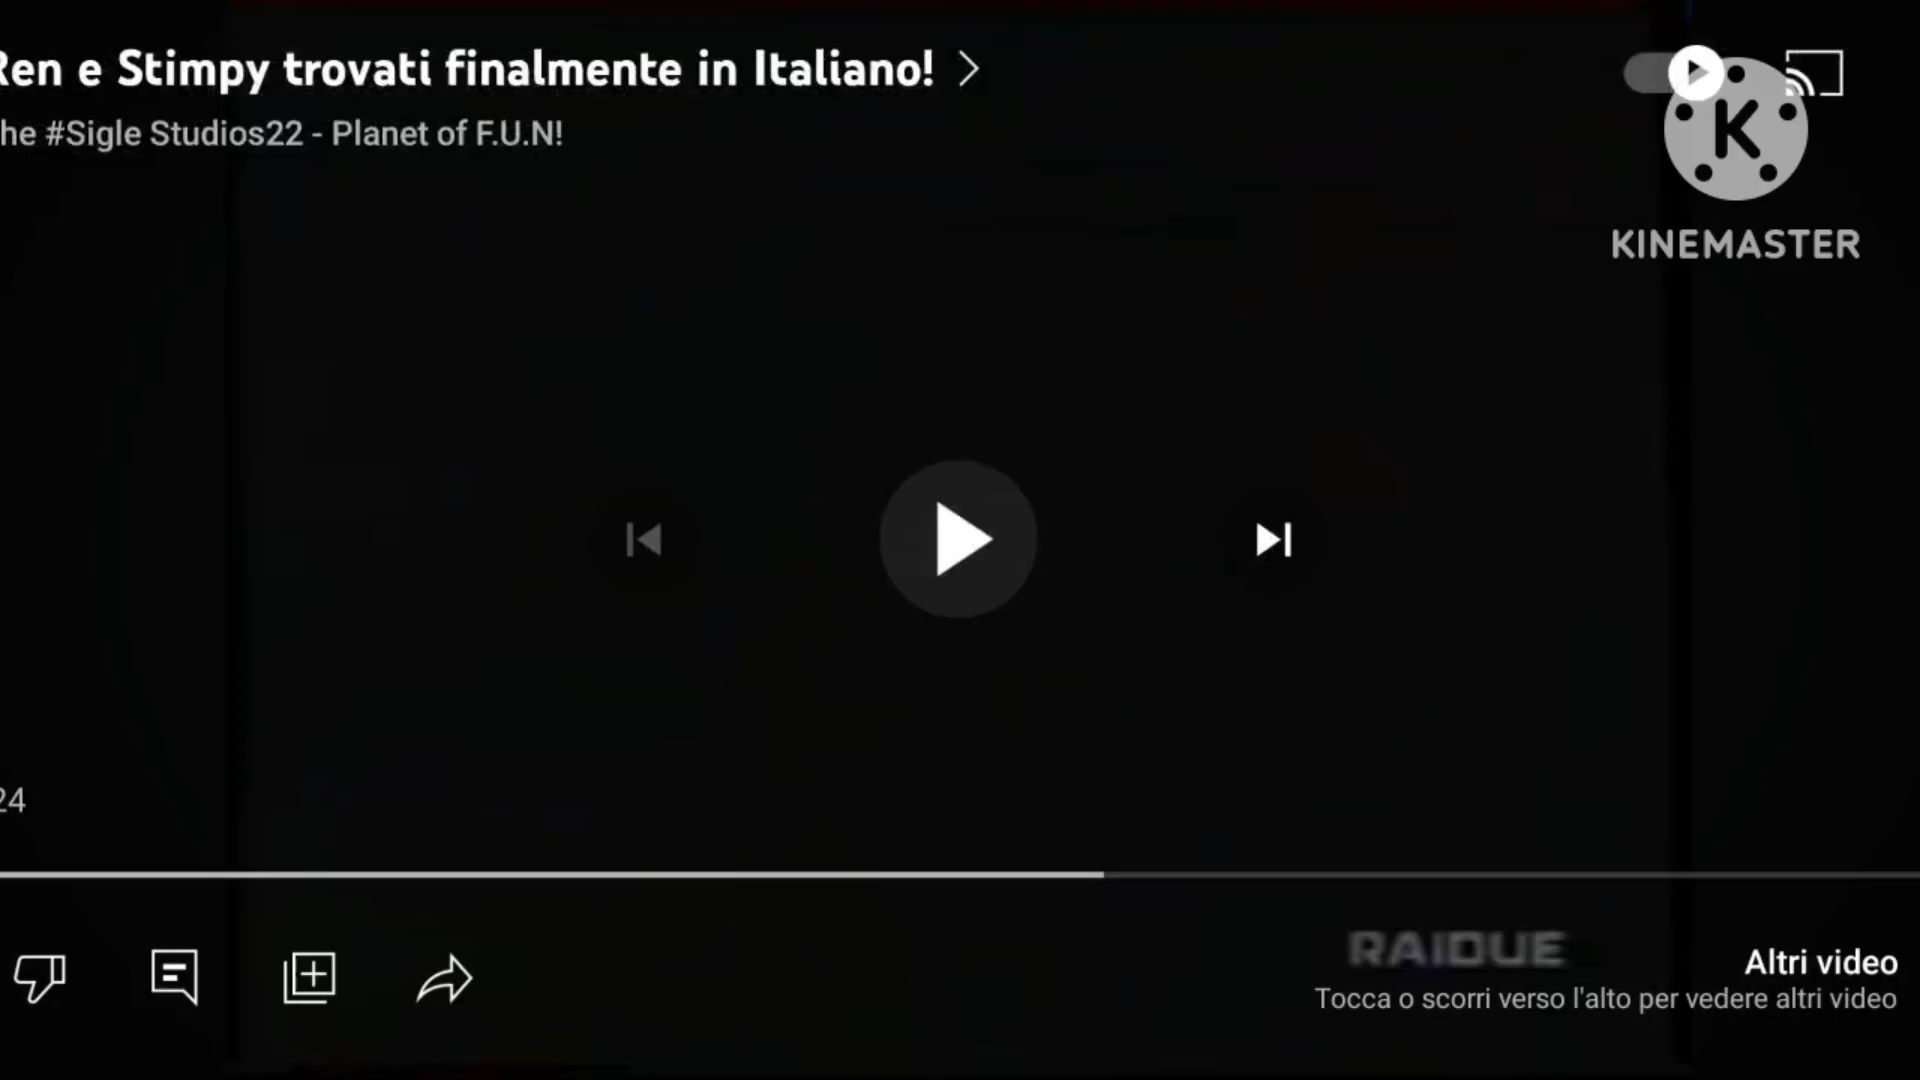 Ren e Stimpy trovati finalmente in Italiano!
he #Sigle Studios22 - Planet of F.U.N!
K
KINEMASTER
24
RAIDUE
Altri video
Tocca o scorri verso l'alto per vedere altri video